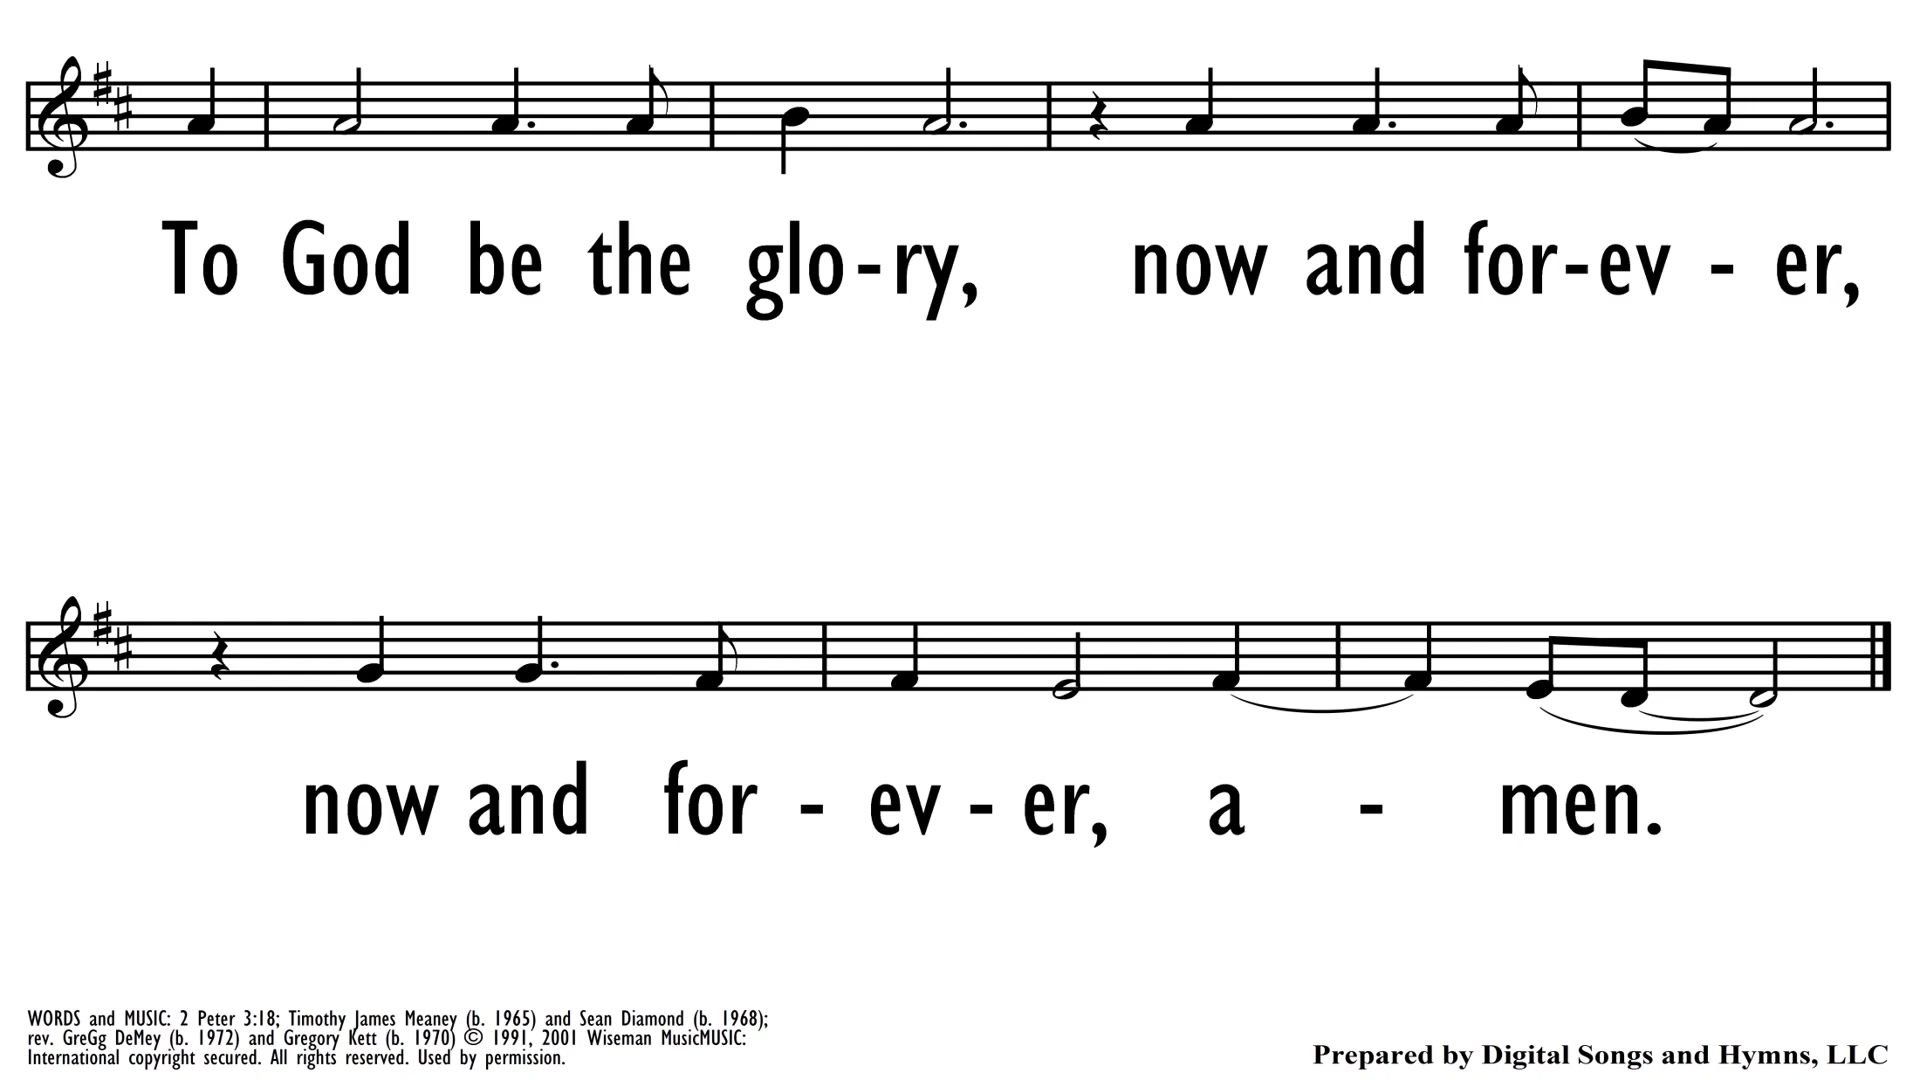 To God be the glo-ry, now and for-ev - er,
now and for - ev - er, a - men.
WORDS and MUSIC: 2 Peter 3:18; Timothy James Meaney (b. 1965) and Sean Diamond (b. 1968);
rev. GreGg DeMey (b. 1972) and Gregory Kett (b. 1970) © 1991, 2001 Wiseman MusicMUSIC:
International copyright secured. All rights reserved. Used by permission.
Prepared by Digital Songs and Hymns, LLC